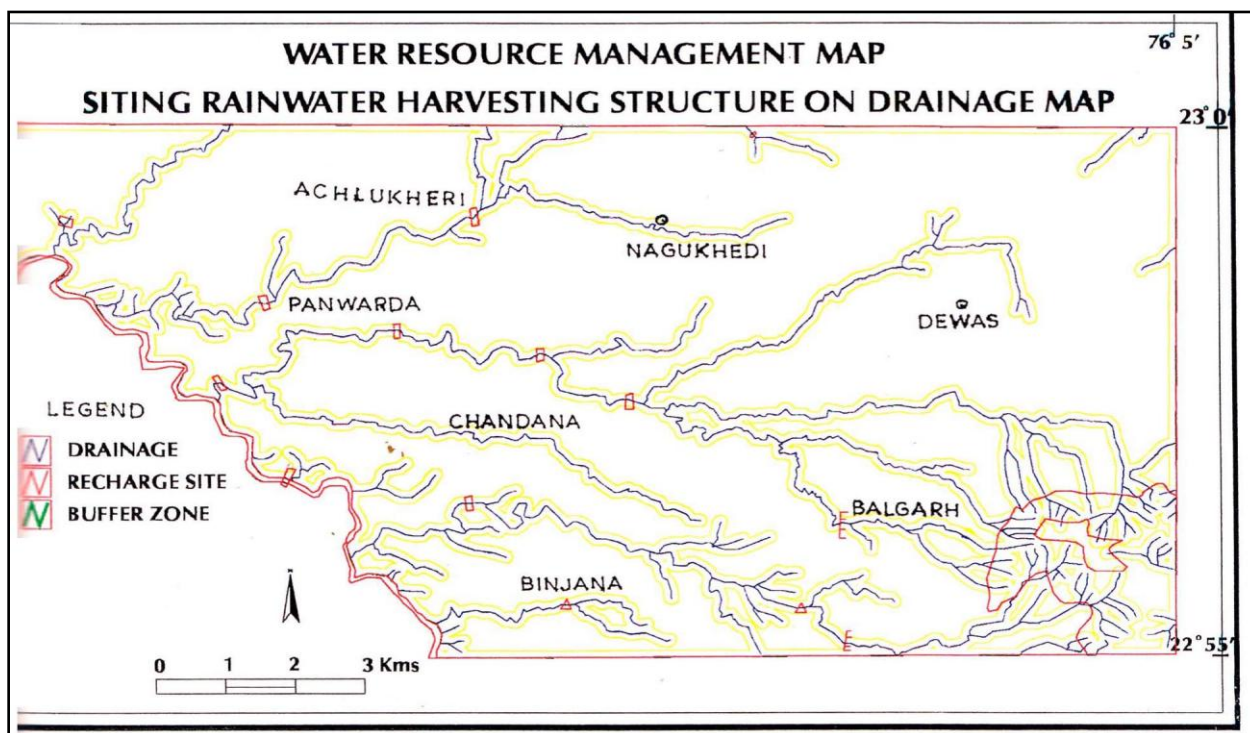 WATER RESOURCE MANAGEMENT MAP
76° 5'
SITING RAINWATER HARVESTING STRUCTURE ON DRAINAGE MAP
23° 0'
ACHLUKHERI
NAGUKHEDI
PANWARDA
DEWAS
LEGEND
CHANDANA
DRAINAGE
RECHARGE SITE
BUFFER ZONE
BALGARH
BINJANA
22° 55'
0 1 2 3 Kms